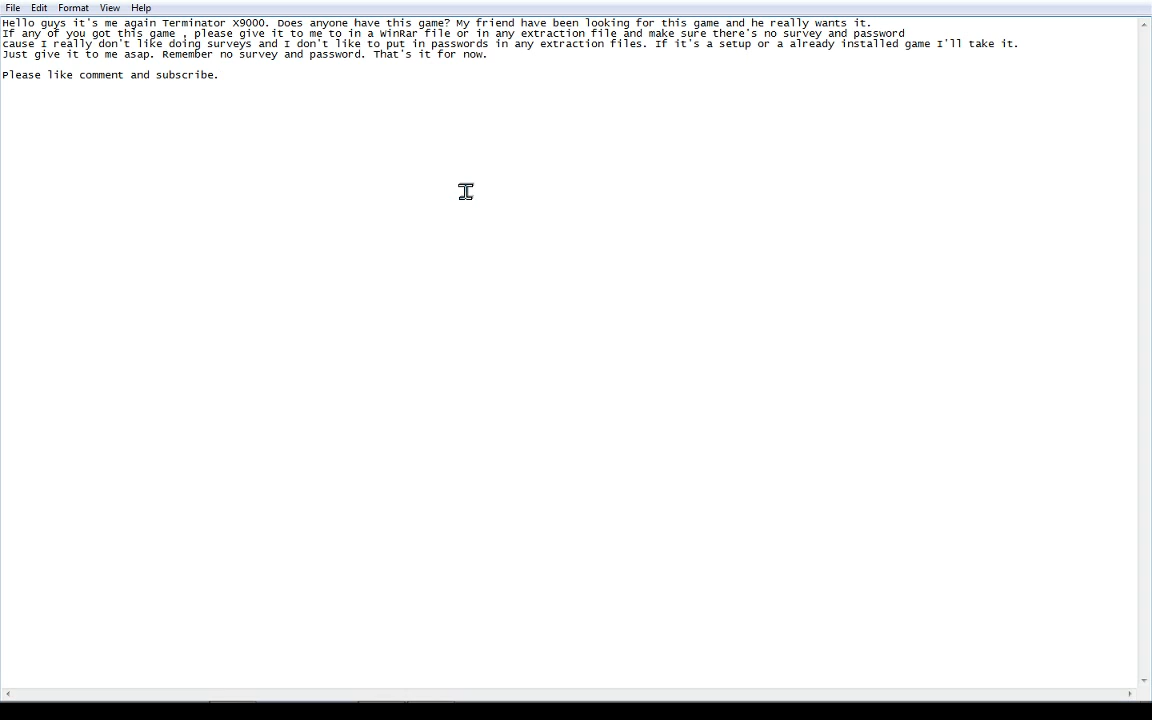 File Edit Format View Help
Hello guys it's me again Terminator X9000. Does anyone have this game? My friend have been looking for this game and he really wants it.
If any of you got this game , please give it to me to in a WinRar file or in any extraction file and make sure there's no survey and password
cause I really don't like doing surveys and I don't like to put in passwords in any extraction files. If it's a setup or a already installed game I'll take it.
Just give it to me asap. Remember no survey and password. That's it for now.
Please like comment and subscribe.